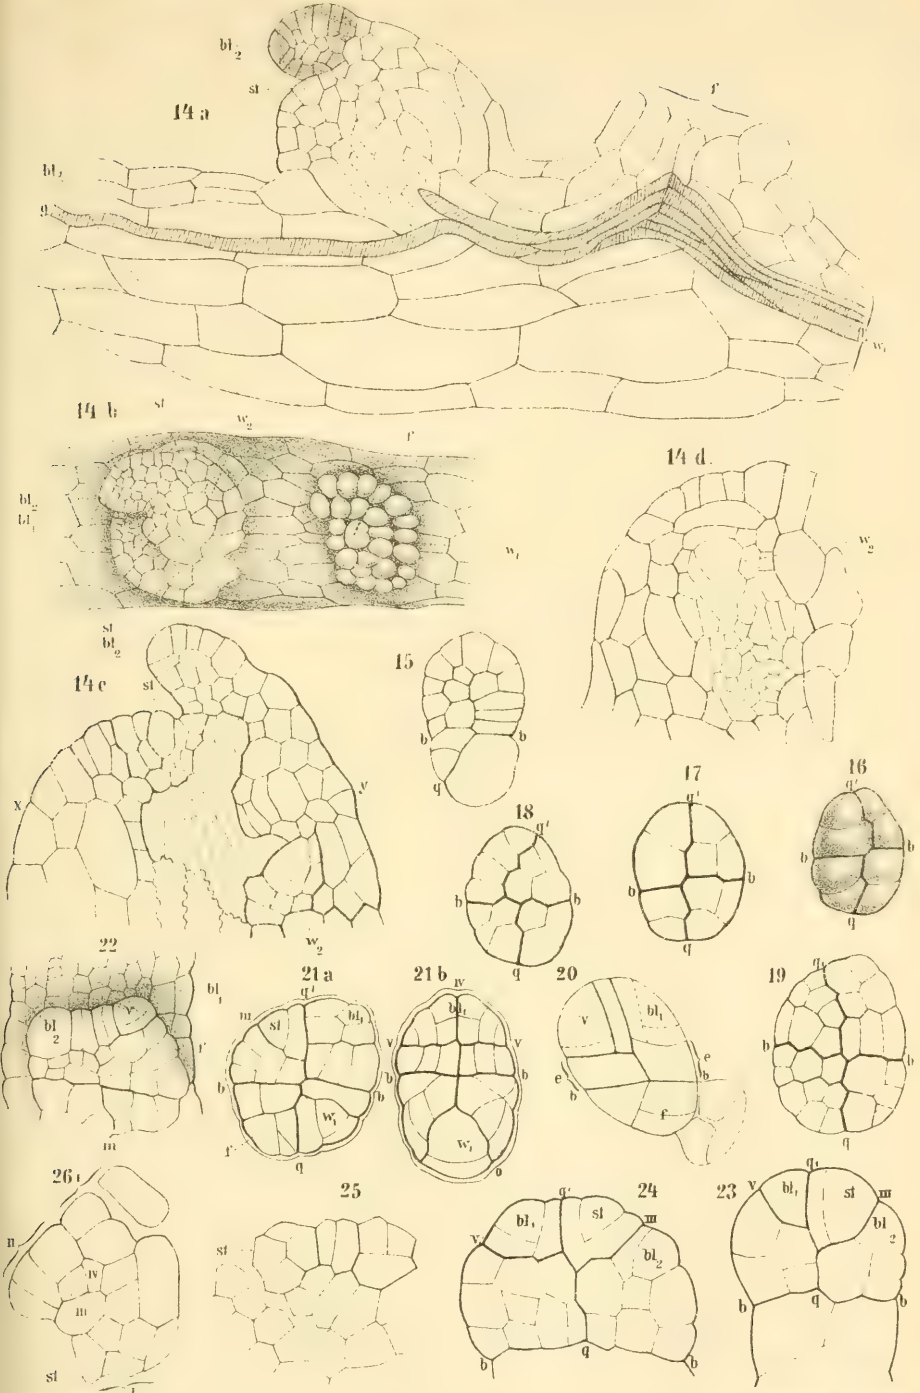 bl₂
st
14 a
f
bl₁
g
w₁
14 b
st
w₂
f
bl₂
bl₁
w₁
14 d
w₂
st
bl₂
14 c
st
x
y
w₂
15
b b
q
16
q'
b b
q
17
q'
b b
q
18
q'
b b
q
22
bl₁
bl₂
v
f
m
21 a
q'
m
st
bl₁
b b
w₁
f
q
21 b
IV
bl₁
v v
b b
w₁
o
20
v
bl₁
e e
b b
f
19
q₁
b b
q
26
n
IV
III
st
25
st
24
q'
bl₁
st
v
III
bl₂
b q b
23
q₁
v
bl₁
st
III
bl₂
b q b